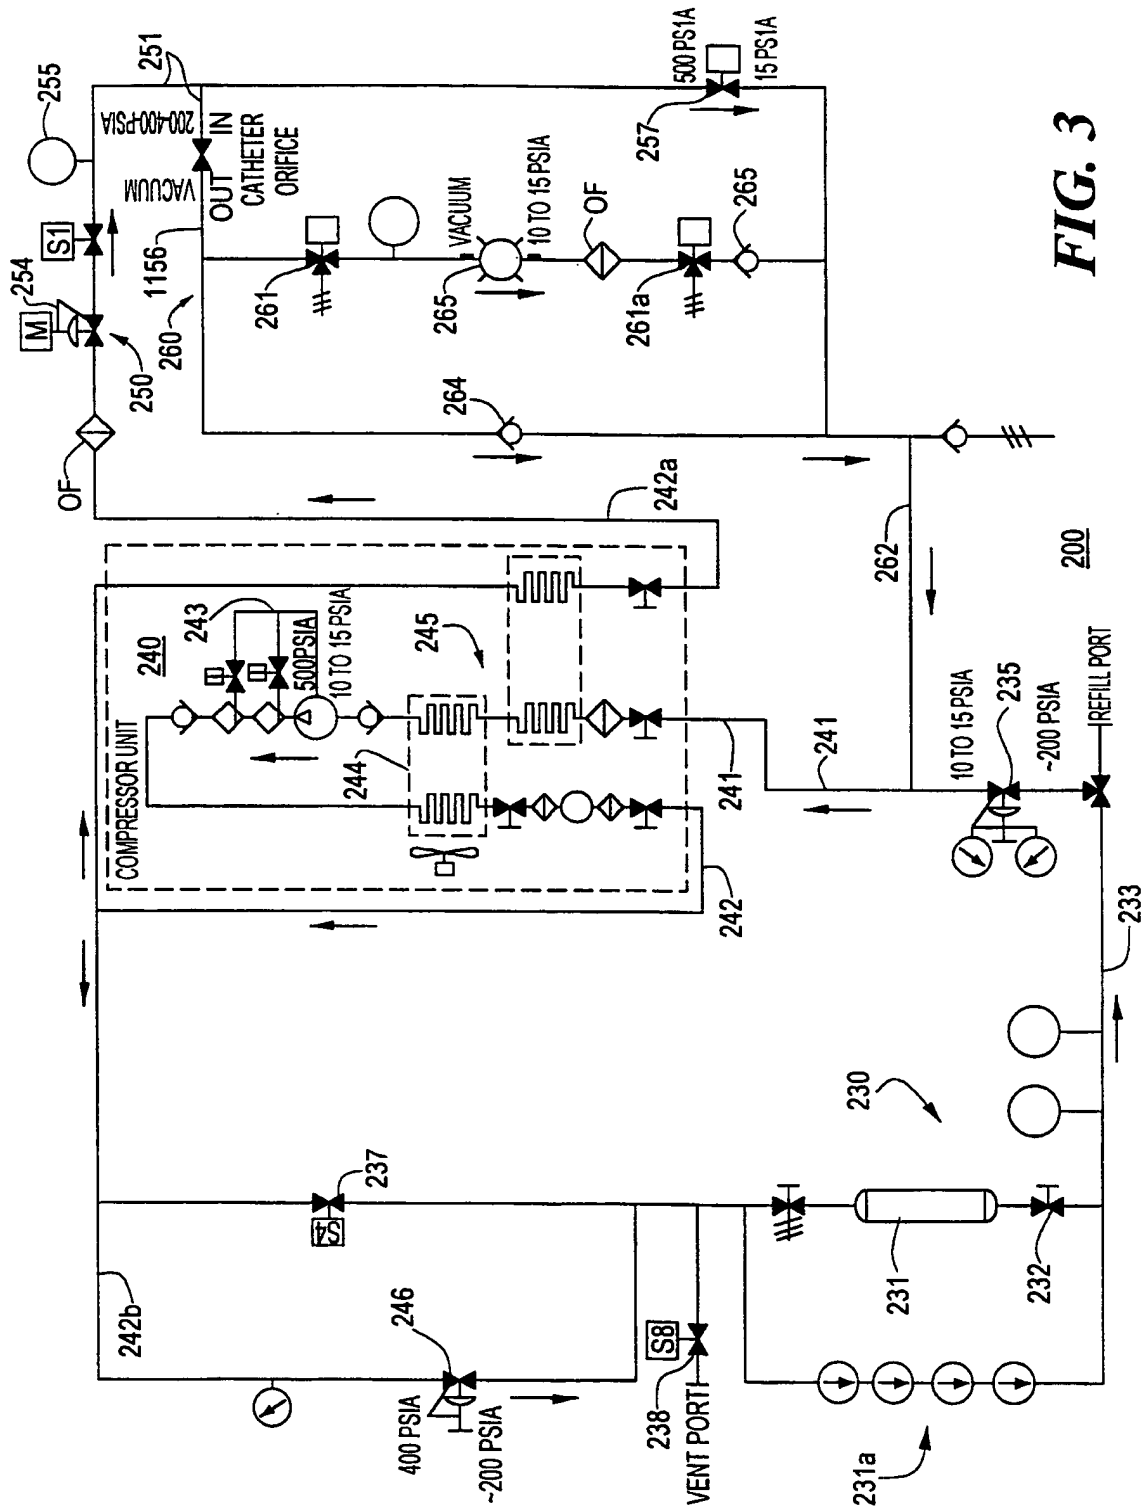 255
251
S1
254
M
250
OF
200-400-PSIA
VACUUM
IN
OUT
CATHETER
ORIFICE
1156
260
261
VACUUM
265
10 TO 15 PSIA
OF
261a
265
264
500 PS1A
15 PS1A
257
242a
262
200
FIG. 3
COMPRESSOR UNIT
240
243
500PSIA
10 TO 15 PSIA
245
244
241
241
242
10 TO 15 PSIA
235
~200 PSIA
REFILL PORT
233
230
237
S4
242b
246
400 PSIA
~200 PSIA
S8
238
VENT PORT
231
232
231a